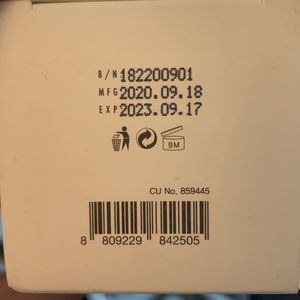 B/N 182200901
MFG 2020.09.18
EXP 2023.09.17
9M
CU No, 859445
8 809229 842505